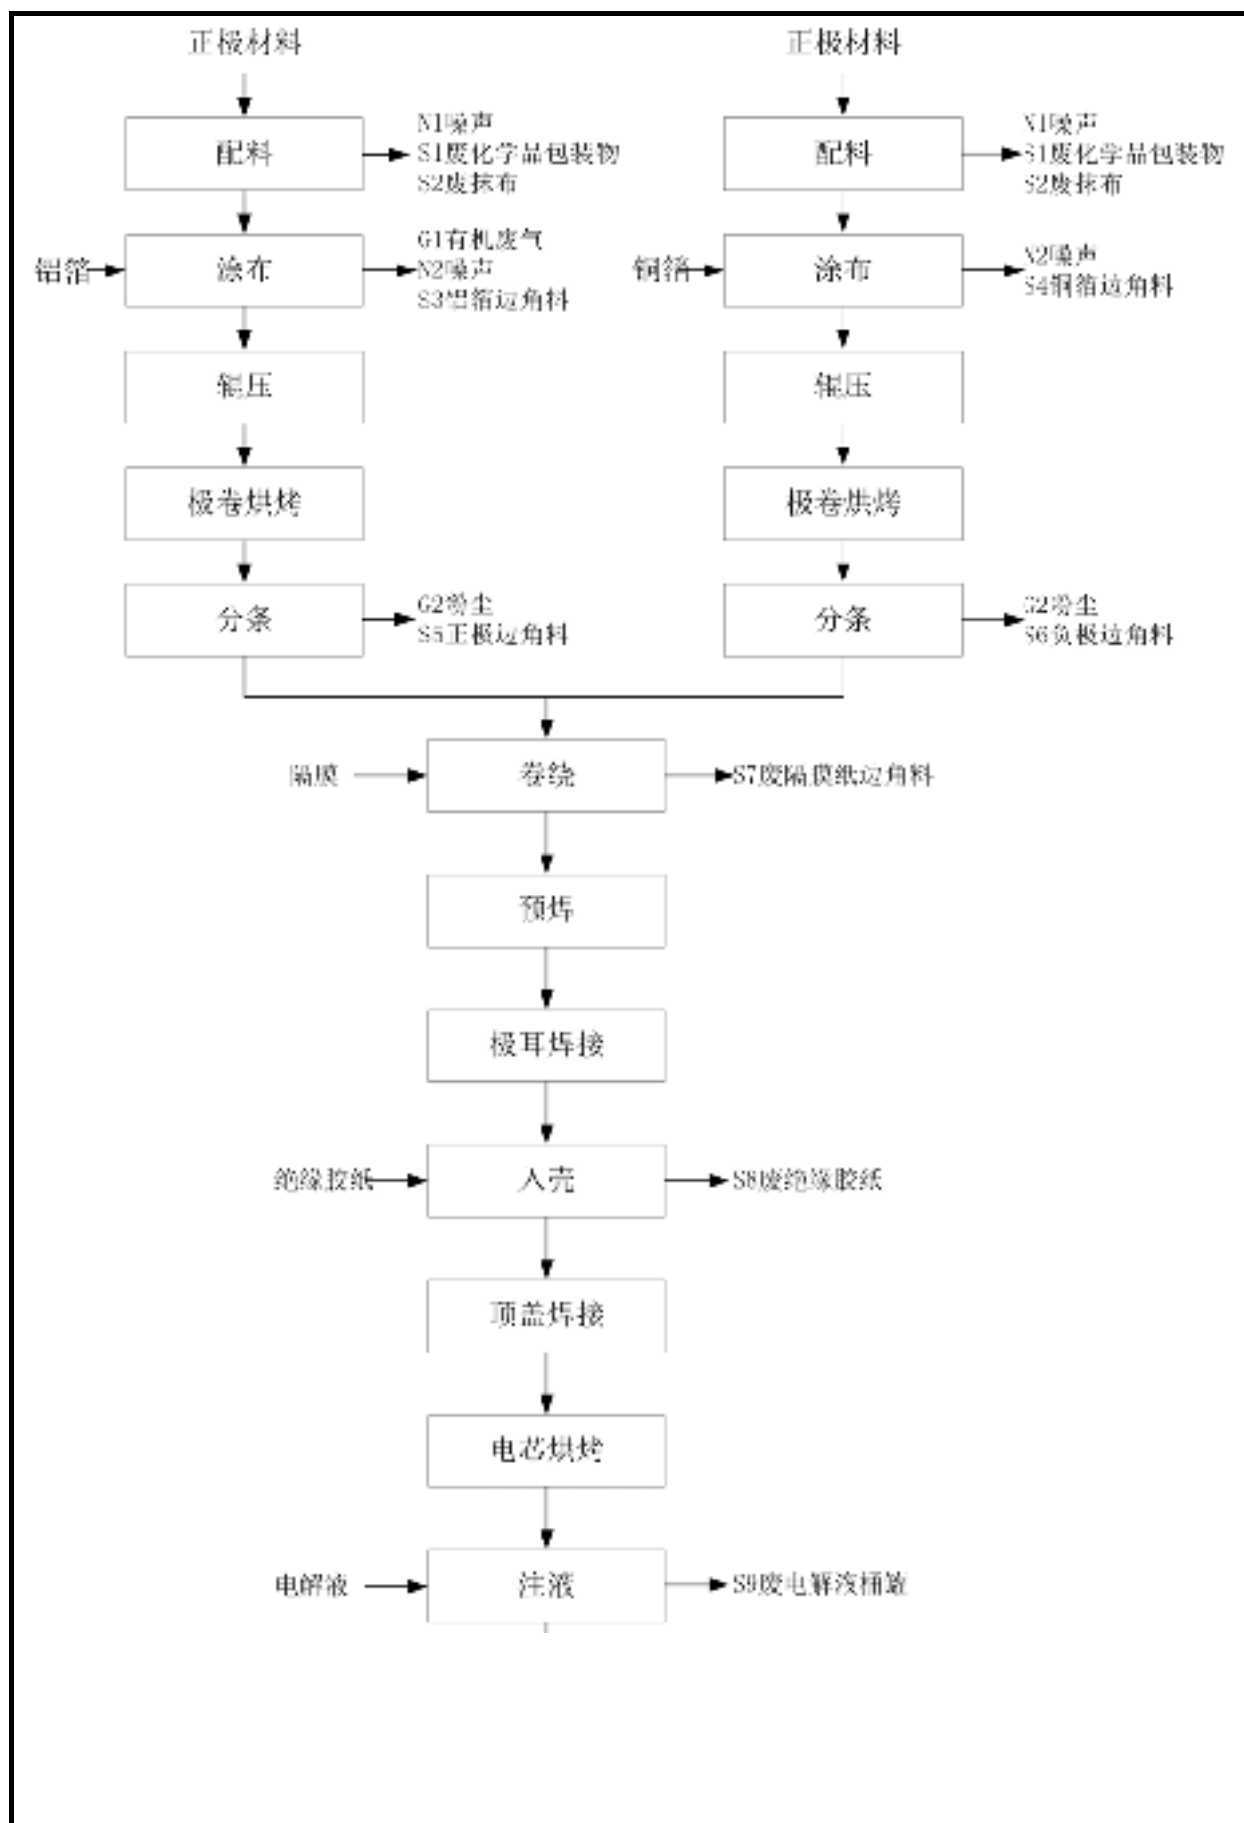 正极材料
正极材料
配料
N1噪声
S1废化学品包装物
S2废抹布
配料
N1噪声
S1废化学品包装物
S2废抹布
铝箔
涂布
G1有机废气
N2噪声
S3铝箔边角料
铜箔
涂布
N2噪声
S4铜箔边角料
辊压
辊压
极卷烘烤
极卷烘烤
分条
G2粉尘
S5正极边角料
分条
G2粉尘
S6负极边角料
隔膜
卷绕
S7废隔膜纸边角料
预焊
极耳焊接
绝缘胶纸
入壳
S8废绝缘胶纸
顶盖焊接
电芯烘烤
电解液
注液
S9废电解液桶罐